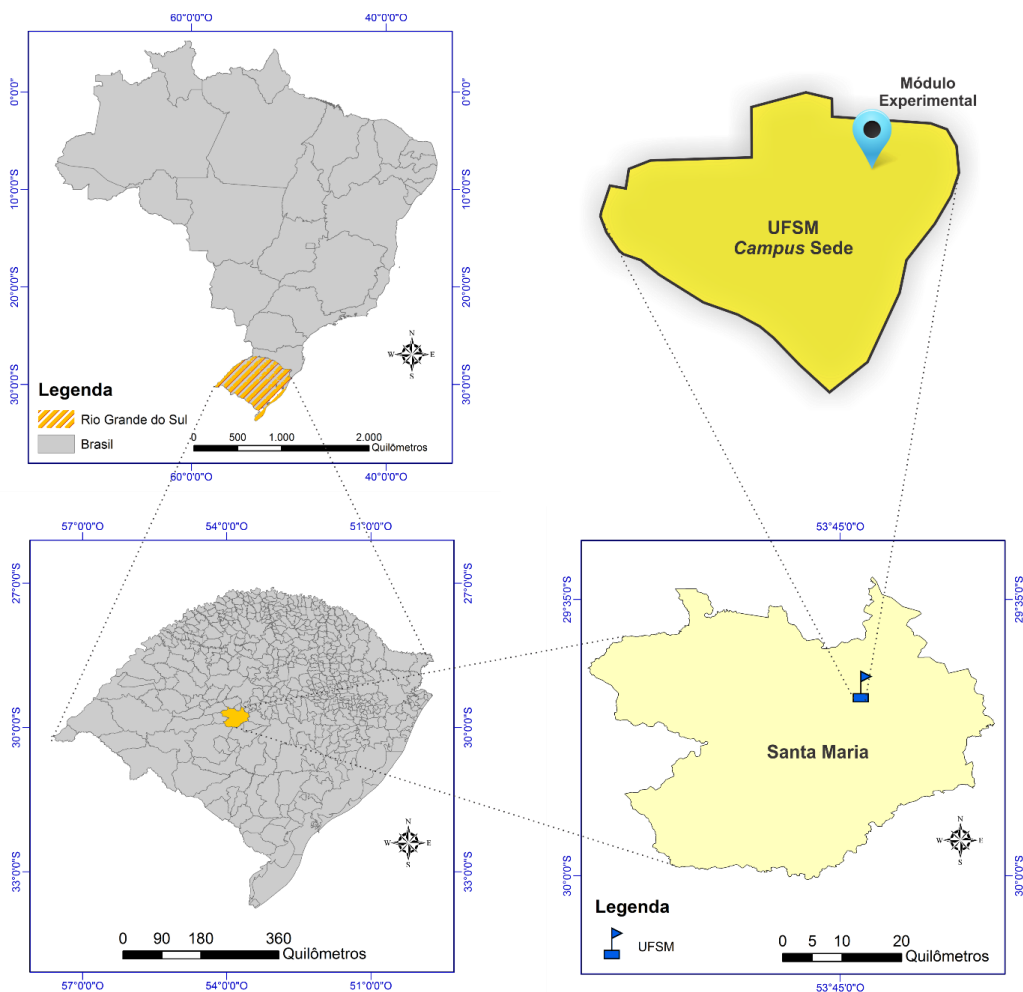 60°0'0"O 40°0'0"O
0°0'0" 0°0'0"
10°0'0"S 10°0'0"S
20°0'0"S 20°0'0"S
30°0'0"S 30°0'0"S
N
W E
S
Legenda
Rio Grande do Sul
Brasil
0 500 1.000 2.000
Quilômetros
60°0'0"O 40°0'0"O
Módulo
Experimental
UFSM
Campus Sede
57°0'0"O 54°0'0"O 51°0'0"O
27°0'0"S 27°0'0"S
30°0'0"S 30°0'0"S
33°0'0"S 33°0'0"S
N
W E
S
0 90 180 360
Quilômetros
57°0'0"O 54°0'0"O 51°0'0"O
53°45'0"O
29°35'0"S 29°35'0"S
Santa Maria
N
W E
S
30°0'0"S 30°0'0"S
Legenda
UFSM
0 5 10 20
Quilômetros
53°45'0"O